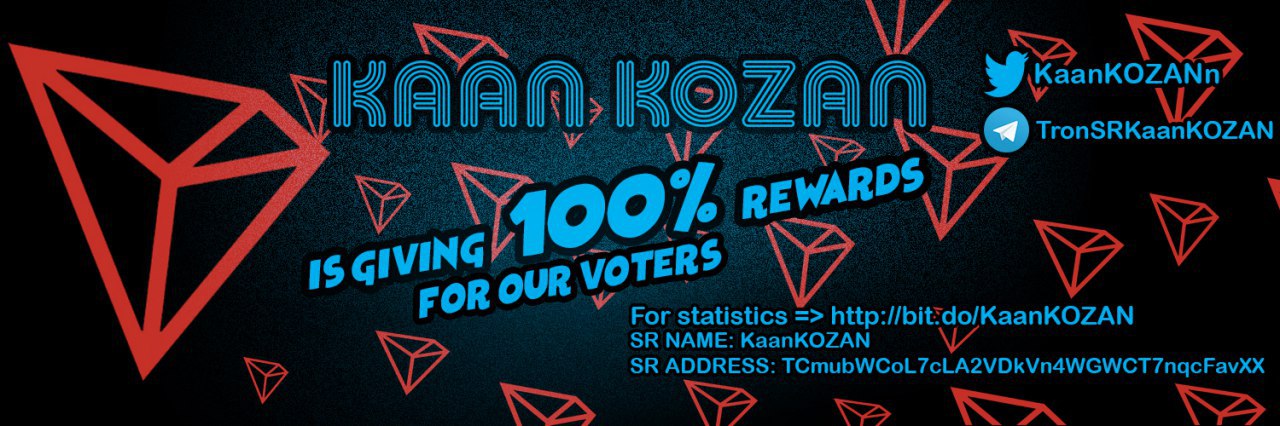 KAAN KOZAN
KaanKOZANn
TronSRKaanKOZAN
IS GIVING 100% REWARDS
FOR OUR VOTERS
For statistics => http://bit.do/KaanKOZAN
SR NAME: KaanKOZAN
SR ADDRESS: TCmubWCoL7cLA2VDkVn4WGWCT7nqcFavXX